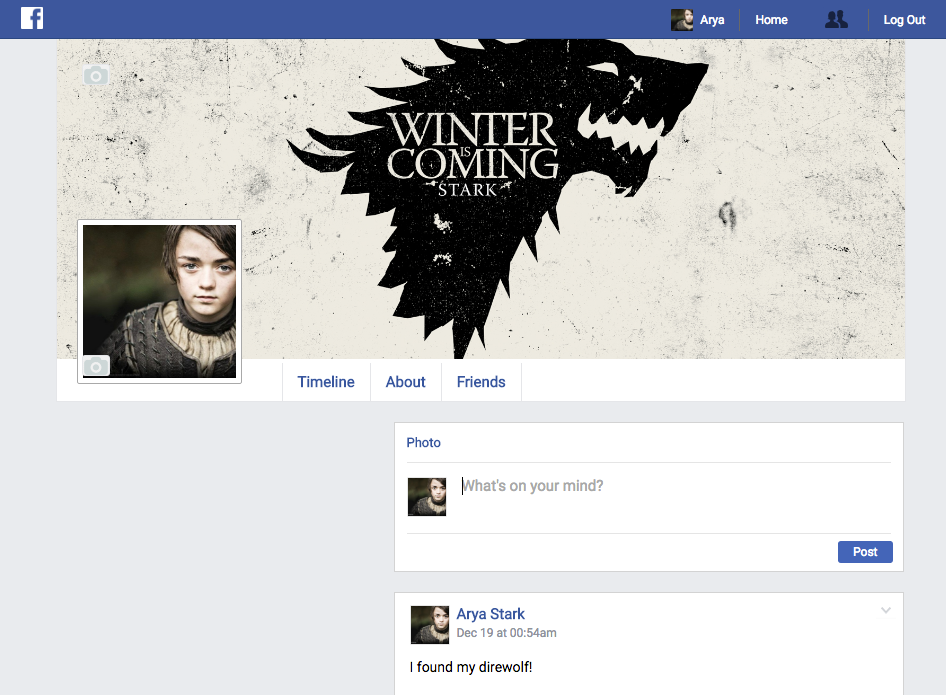 f
Arya
Home
Log Out
WINTER
IS
COMING
STARK
Timeline
About
Friends
Photo
What's on your mind?
Post
Arya Stark
Dec 19 at 00:54am
I found my direwolf!